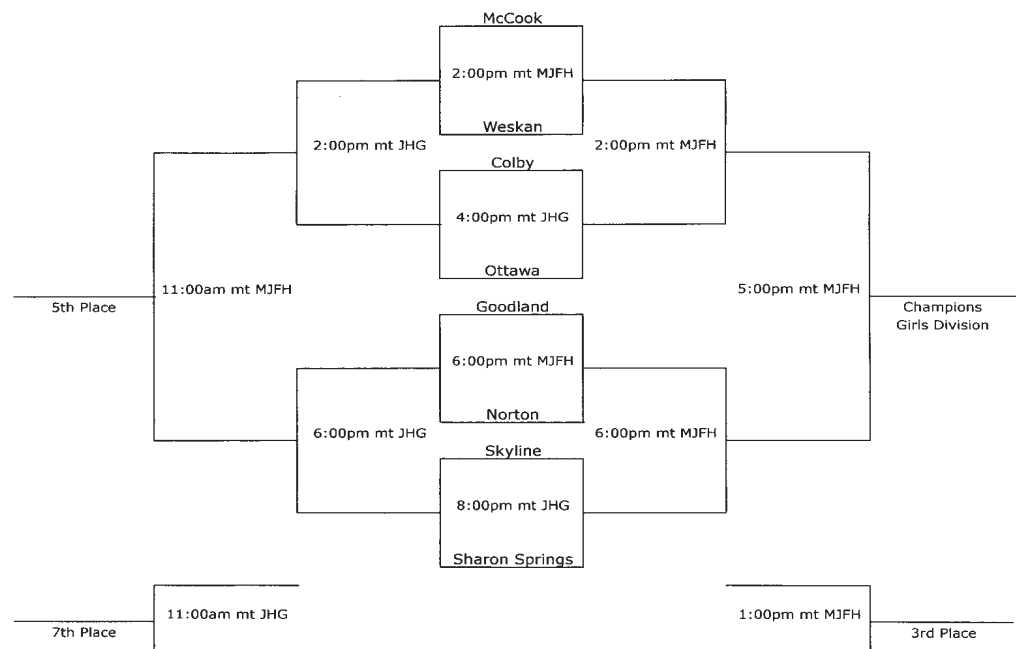 McCook
2:00pm mt MJFH
Weskan
2:00pm mt JHG
2:00pm mt MJFH
Colby
4:00pm mt JHG
Ottawa
11:00am mt MJFH
5:00pm mt MJFH
5th Place
Champions
Girls Division
Goodland
6:00pm mt MJFH
Norton
6:00pm mt JHG
6:00pm mt MJFH
Skyline
8:00pm mt JHG
Sharon Springs
11:00am mt JHG
1:00pm mt MJFH
7th Place
3rd Place